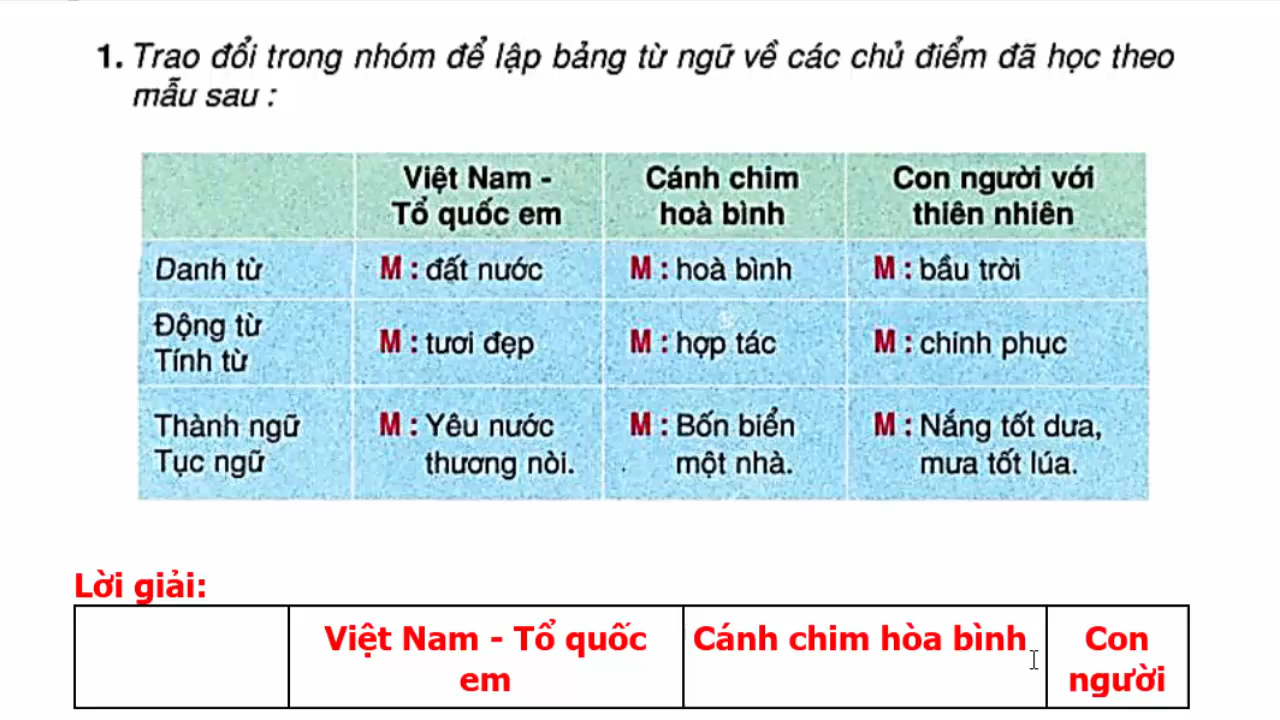 1. Trao đổi trong nhóm để lập bảng từ ngữ về các chủ điểm đã học theo
mẫu sau :
Việt Nam -
Tổ quốc em
Cánh chim
hoà bình
Con người với
thiên nhiên
Danh từ
M : đất nước
M : hoà bình
M : bầu trời
Động từ
Tính từ
M : tươi đẹp
M : hợp tác
M : chinh phục
Thành ngữ
Tục ngữ
M : Yêu nước
thương nòi.
M : Bốn biển
một nhà.
M : Nắng tốt dưa,
mưa tốt lúa.
Lời giải:
Việt Nam - Tổ quốc
em
Cánh chim hòa bình
Con
người